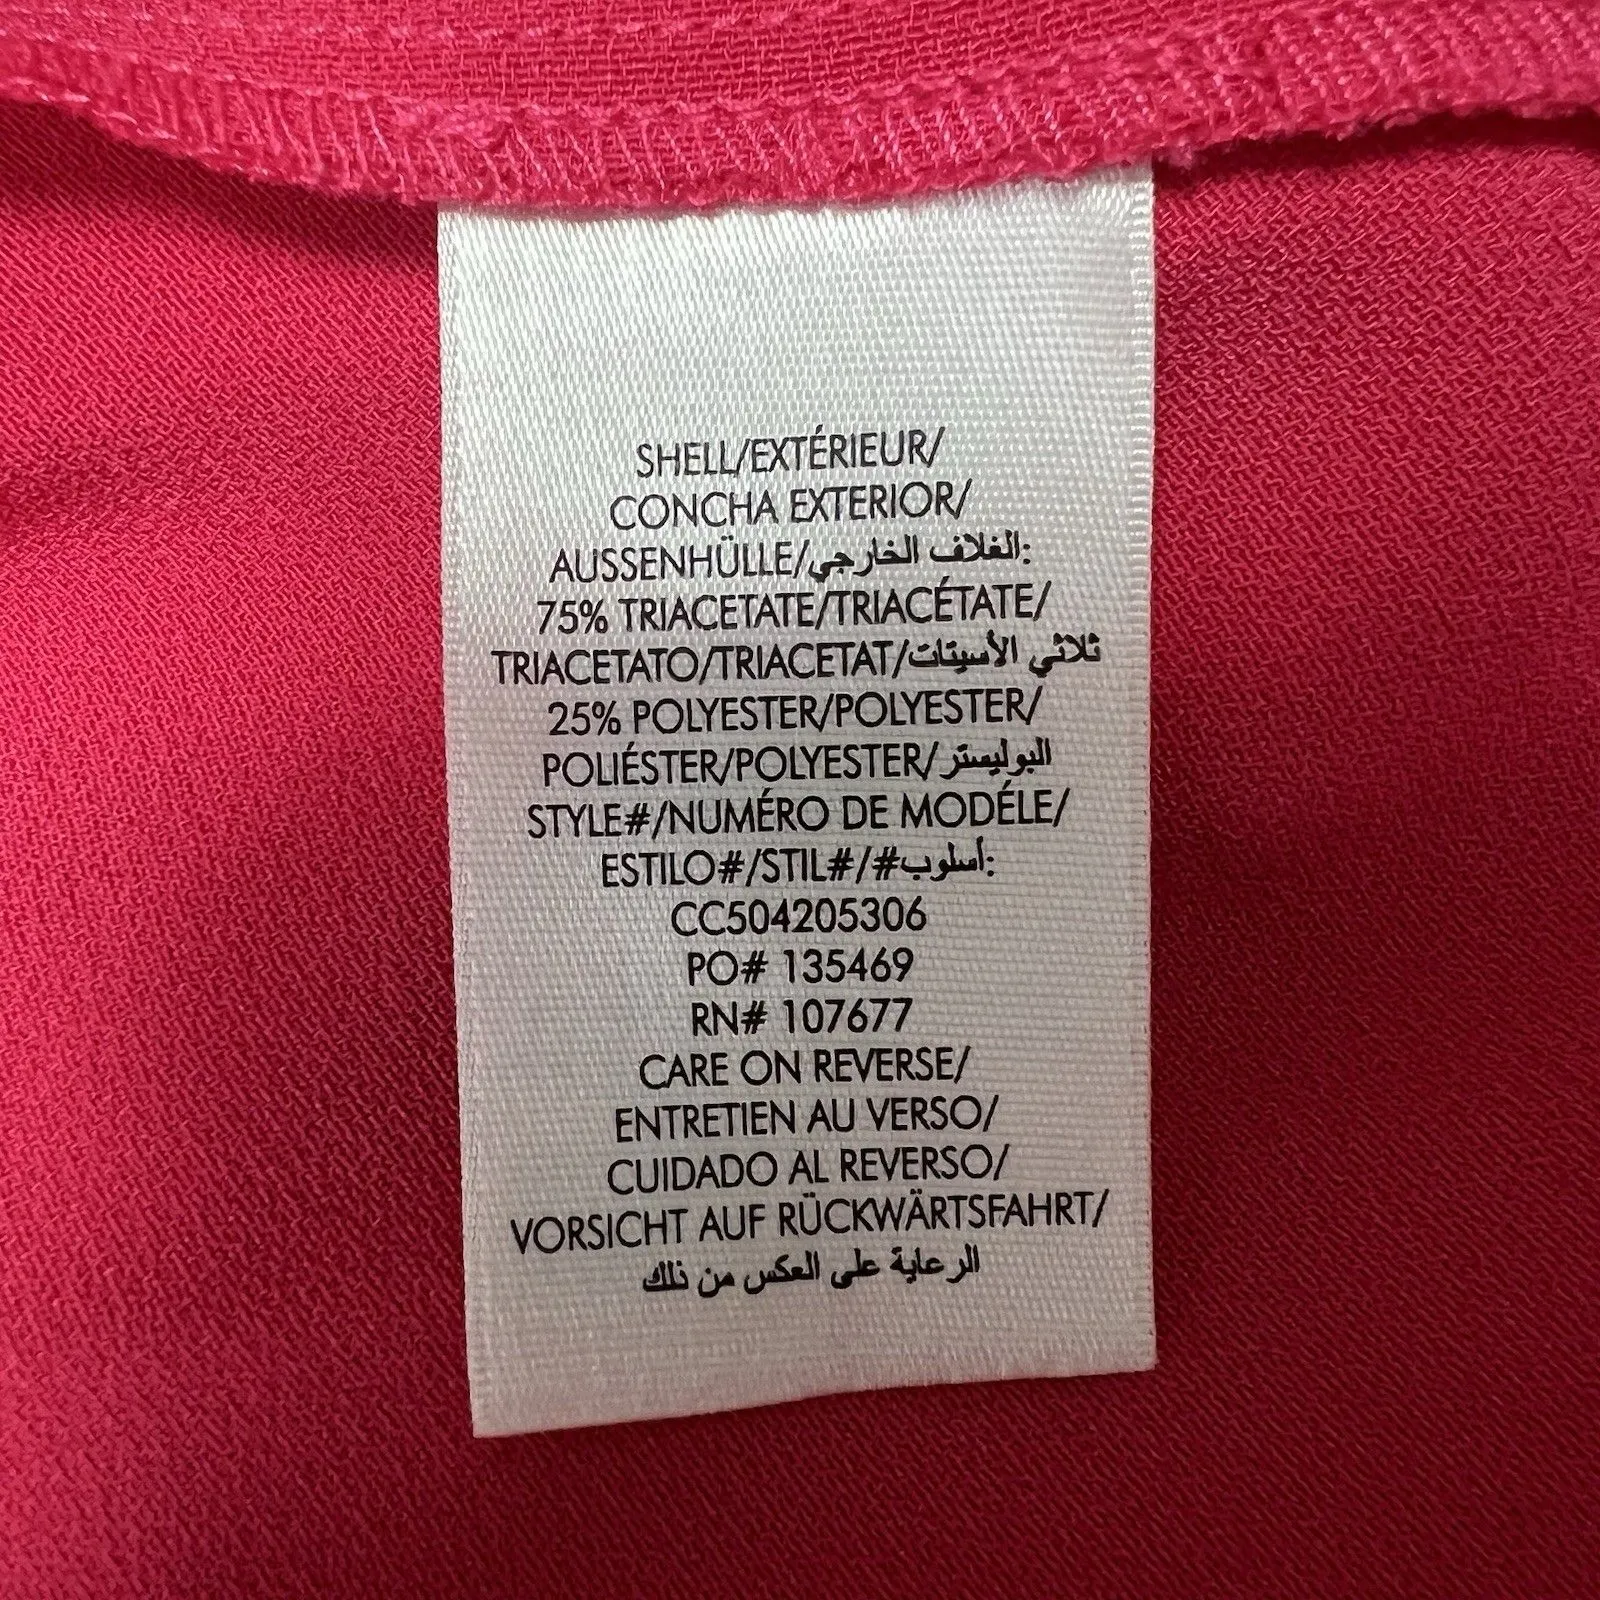 SHELL/EXTÉRIEUR/
CONCHA EXTERIOR/
AUSSENHÜLLE/الغلاف الخارجي:
75% TRIACETATE/TRIACÉTATE/
TRIACETATO/TRIACETAT/ثلاثي الأسيتات
25% POLYESTER/POLYESTER/
POLIÉSTER/POLYESTER/البوليستر
STYLE#/NUMÉRO DE MODÉLE/
ESTILO#/STIL#/#أسلوب:
CC504205306
PO# 135469
RN# 107677
CARE ON REVERSE/
ENTRETIEN AU VERSO/
CUIDADO AL REVERSO/
VORSICHT AUF RÜCKWÄRTSFAHRT/
الرعاية على العكس من ذلك